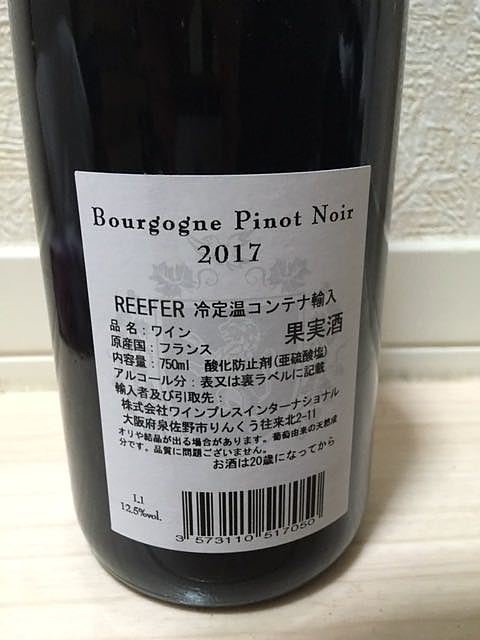 Bourgogne Pinot Noir
2017
REEFER 冷定温コンテナ輸入
品名:ワイン 果実酒
原産国:フランス
内容量:750ml 酸化防止剤(亜硫酸塩)
アルコール分:表又は裏ラベルに記載
輸入者及び引取先:
株式会社ワインプレスインターナショナル
大阪府泉佐野市りんくう往来北2-11
オリや結晶が出る場合があります。葡萄由来の天然成
分です。品質に問題ございません。
お酒は20歳になってから
L1
12.5%vol.
3 573110 517050